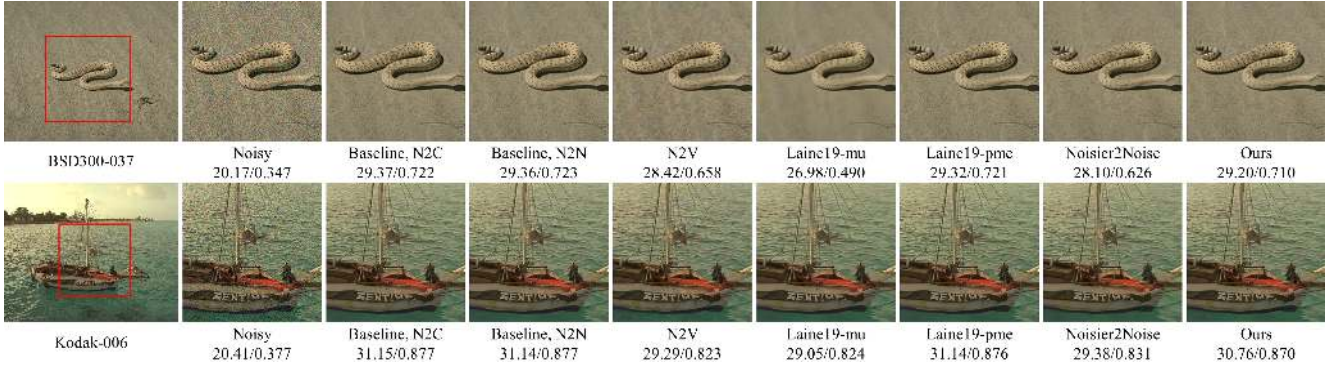 BSD300-037
Noisy
20.17/0.347
Baseline, N2C
29.37/0.722
Baseline, N2N
29.36/0.723
N2V
28.42/0.658
Laine19-mu
26.98/0.490
Laine19-pme
29.32/0.721
Noisier2Noise
28.10/0.626
Ours
29.20/0.710
Kodak-006
Noisy
20.41/0.377
Baseline, N2C
31.15/0.877
Baseline, N2N
31.14/0.877
N2V
29.29/0.823
Laine19-mu
29.05/0.824
Laine19-pme
31.14/0.876
Noisier2Noise
29.38/0.831
Ours
30.76/0.870